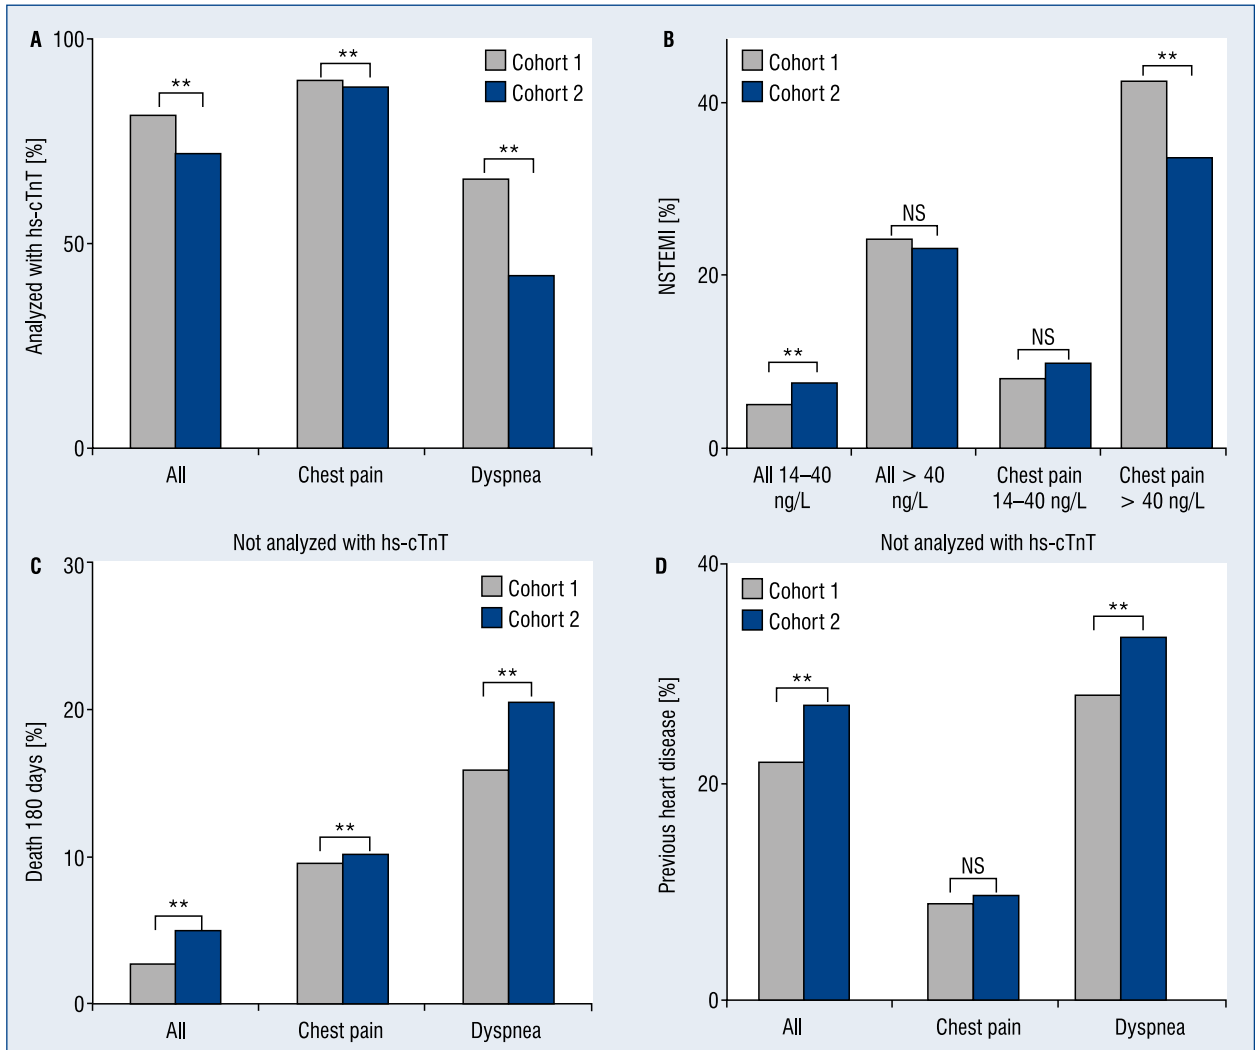 A
100
50
0
Analyzed with hs-cTnT [%]
Cohort 1
Cohort 2
**
**
**
All
Chest pain
Dyspnea
B
40
20
0
NSTEMI [%]
Cohort 1
Cohort 2
**
NS
NS
**
All 14–40
ng/L
All > 40
ng/L
Chest pain
14–40 ng/L
Chest pain
> 40 ng/L
Not analyzed with hs-cTnT
C
30
20
10
0
Death 180 days [%]
Cohort 1
Cohort 2
**
**
**
All
Chest pain
Dyspnea
Not analyzed with hs-cTnT
D
40
20
0
Previous heart disease [%]
Cohort 1
Cohort 2
**
NS
**
All
Chest pain
Dyspnea